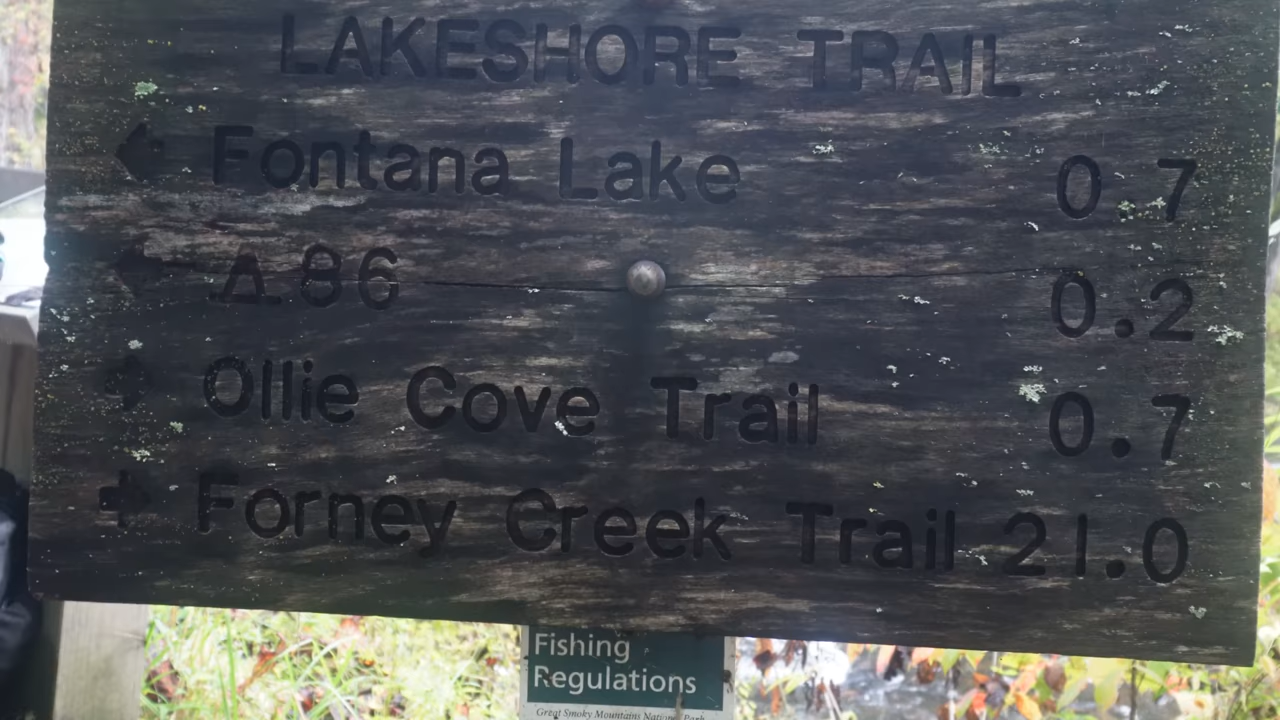 LAKESHORE TRAIL
← Fontana Lake 0.7
← Δ 86 0.2
→ Ollie Cove Trail 0.7
→ Forney Creek Trail 21.0
Fishing
Regulations
Great Smoky Mountains National Park